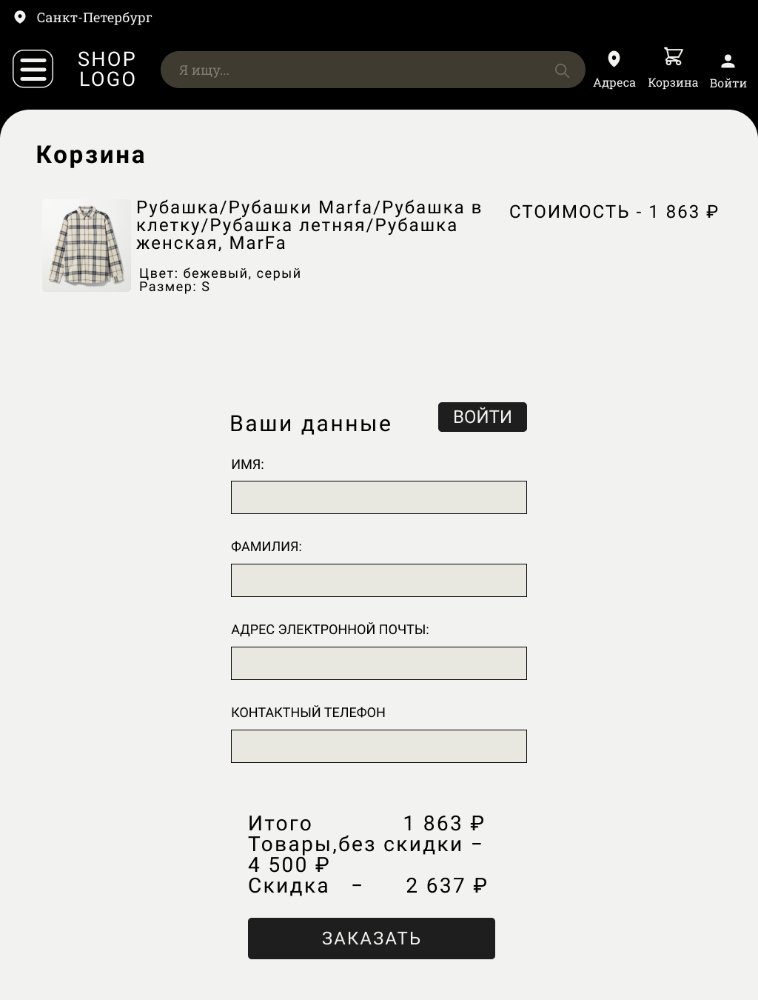 Санкт-Петербург
SHOP
LOGO
Я ищу...
Адреса
Корзина
Войти
Корзина
Рубашка/Рубашки Marfa/Рубашка в
клетку/Рубашка летняя/Рубашка
женская, MarFa
СТОИМОСТЬ - 1 863 ₽
Цвет: бежевый, серый
Размер: S
Ваши данные
ВОЙТИ
ИМЯ:
ФАМИЛИЯ:
АДРЕС ЭЛЕКТРОННОЙ ПОЧТЫ:
КОНТАКТНЫЙ ТЕЛЕФОН
Итого 1 863 ₽
Товары,без скидки –
4 500 ₽
Скидка – 2 637 ₽
ЗАКАЗАТЬ